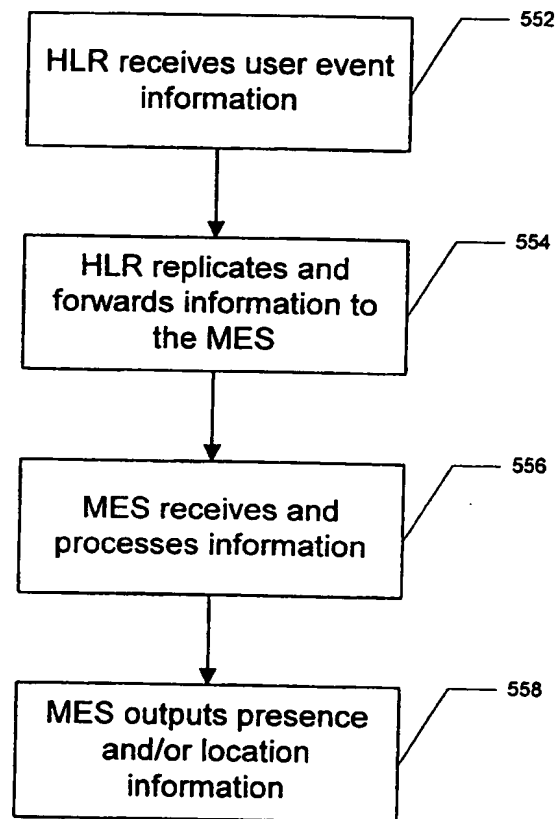 552
HLR receives user event
information
554
HLR replicates and
forwards information to
the MES
556
MES receives and
processes information
558
MES outputs presence
and/or location
information